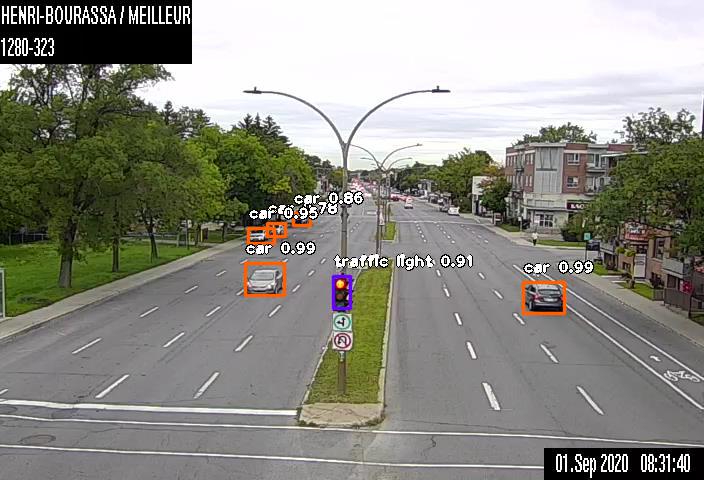 HENRI-BOURASSA / MEILLEUR
1280-323
car 0.86
car 0.95
78
car 0.99
traffic light 0.91
car 0.99
01.Sep 2020 08:31:40